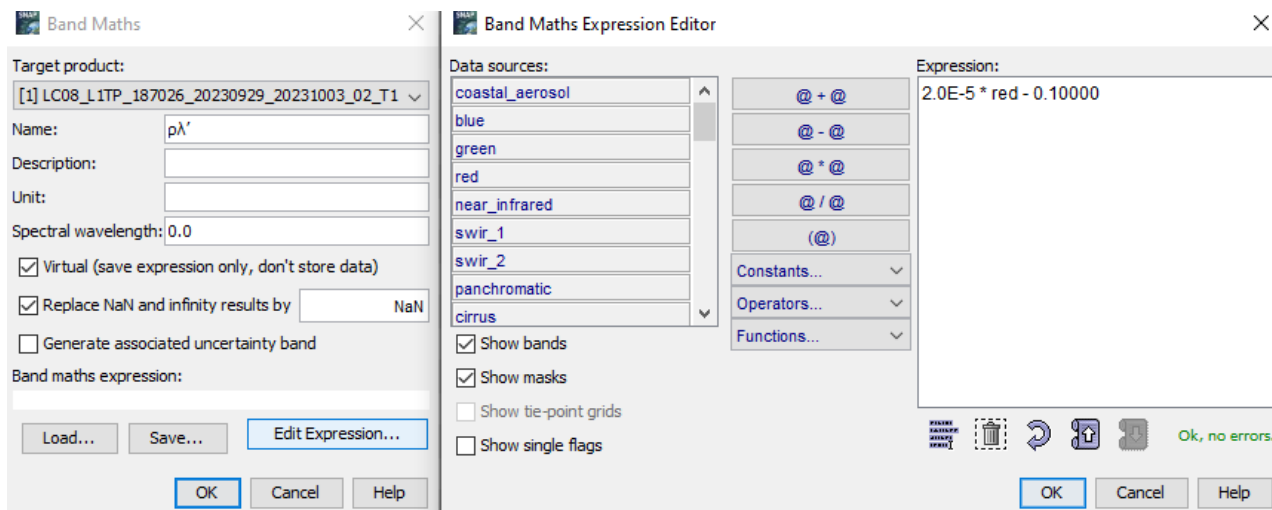 Band Maths
Target product:
[1] LC08_L1TP_187026_20230929_20231003_02_T1
Name:
ρλ′
Description:
Unit:
Spectral wavelength: 0.0
Virtual (save expression only, don't store data)
Replace NaN and infinity results by NaN
Generate associated uncertainty band
Band maths expression:
Load...
Save...
Edit Expression...
OK
Cancel
Help
Band Maths Expression Editor
Data sources:
coastal_aerosol
blue
green
red
near_infrared
swir_1
swir_2
panchromatic
cirrus
Show bands
Show masks
Show tie-point grids
Show single flags
@ + @
@ - @
@ * @
@ / @
(@)
Constants...
Operators...
Functions...
Expression:
2.0E-5 * red - 0.10000
Ok, no errors.
OK
Cancel
Help